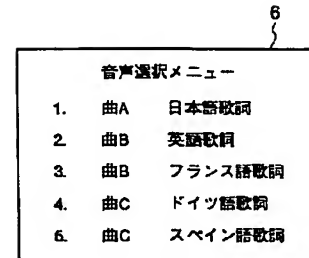 6
音声選択メニュー
1. 曲A 日本語歌詞
2. 曲B 英語歌詞
3. 曲B フランス語歌詞
4. 曲C ドイツ語歌詞
5. 曲C スペイン語歌詞